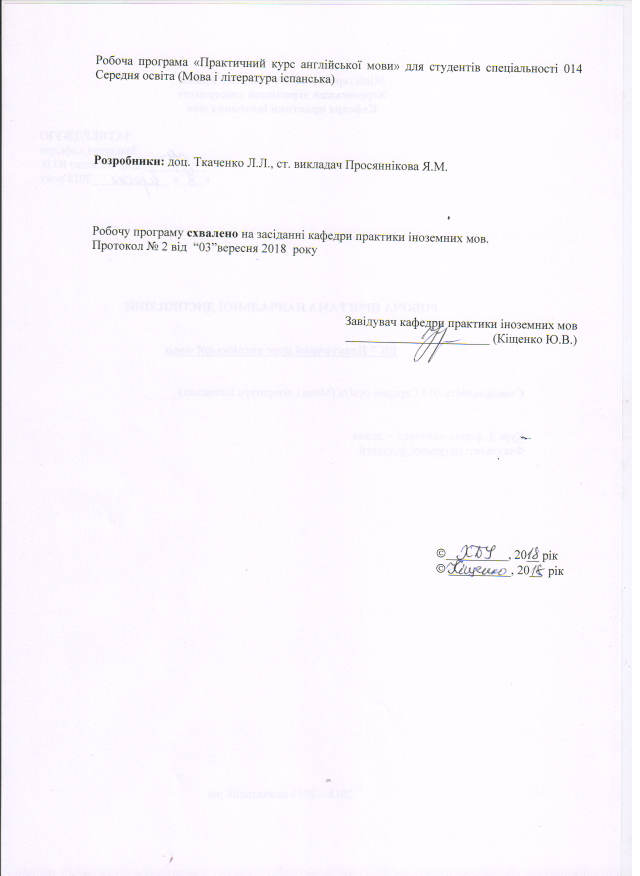 Робоча програма «Практичний курс англійської мови» для студентів спеціальності 014
Середня освіта (Мова і література іспанська)
Розробники: доц. Ткаченко Л.Л., ст. викладач Просяннікова Я.М.
Робочу програму схвалено на засіданні кафедри практики іноземних мов.
Протокол № 2 від “03”вересня 2018 року
Завідувач кафедри практики іноземних мов
(Кіщенко Ю.В.)
© ХДУ, 2018 рік
© Кіщенко, 2018 рік